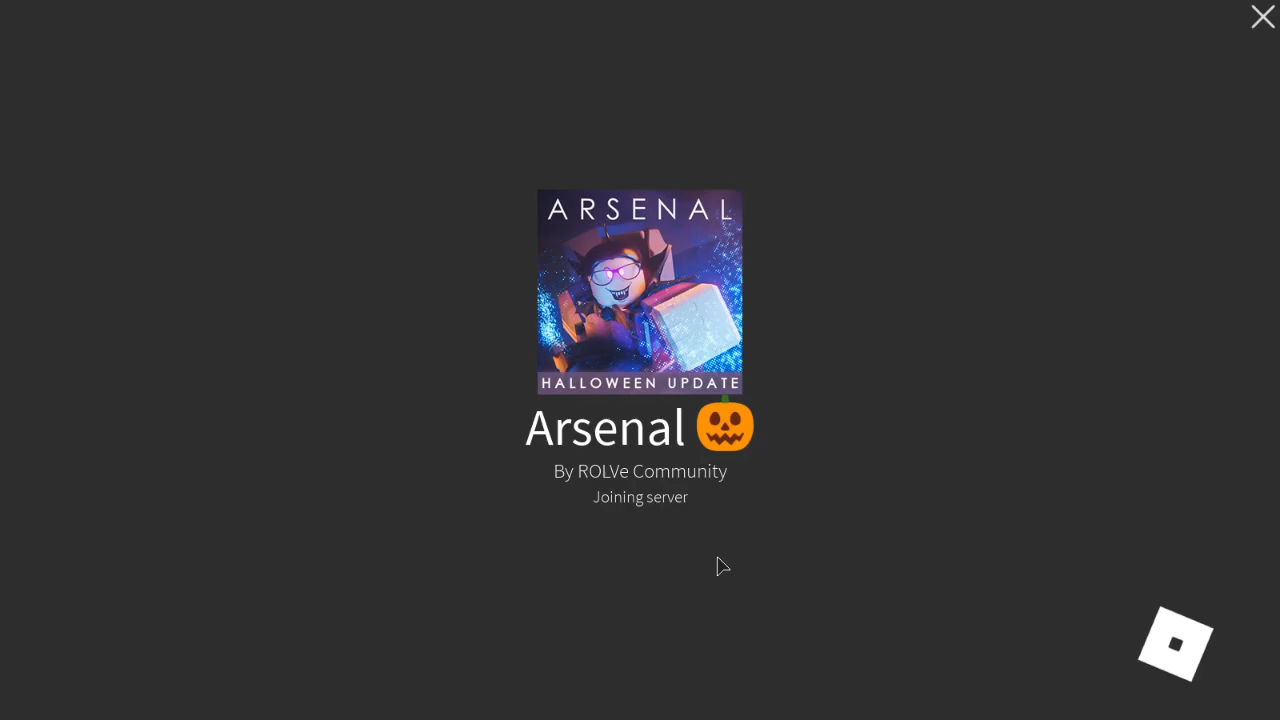 ARSENAL
HALLOWEEN UPDATE
Arsenal 🎃
By ROLVe Community
Joining server